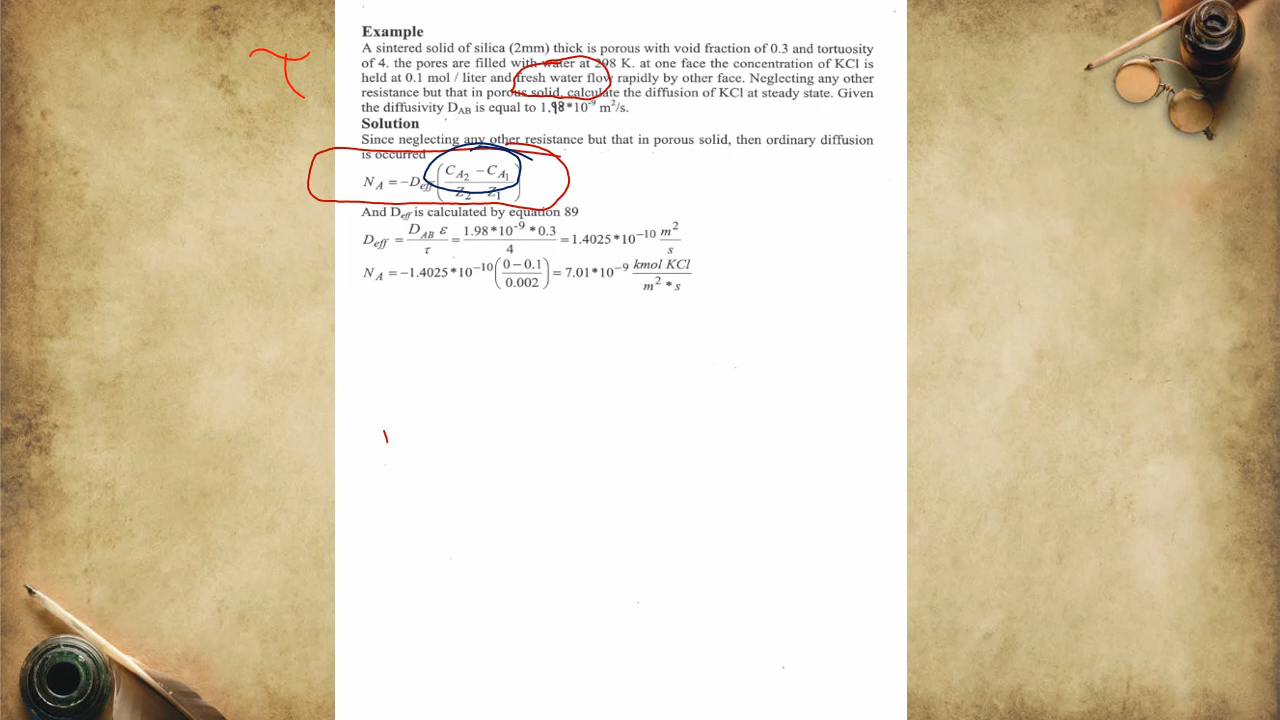 τ
Example
A sintered solid of silica (2mm) thick is porous with void fraction of 0.3 and tortuosity
of 4. the pores are filled with water at 298 K. at one face the concentration of KCl is
held at 0.1 mol / liter and fresh water flow rapidly by other face. Neglecting any other
resistance but that in porous solid, calculate the diffusion of KCl at steady state. Given
the diffusivity D_AB is equal to 1.98*10^-9 m^2/s.
Solution
Since neglecting any other resistance but that in porous solid, then ordinary diffusion
is occurred
N_A = -D_eff ( (C_A2 - C_A1) / (Z_2 - Z_1) )
And D_eff is calculated by equation 89
D_eff = D_AB ε / τ = 1.98*10^-9 *0.3 / 4 = 1.4025*10^-10 m^2 / s
N_A = -1.4025*10^-10 ( (0-0.1) / 0.002 ) = 7.01*10^-9 kmol KCl / m^2 * s